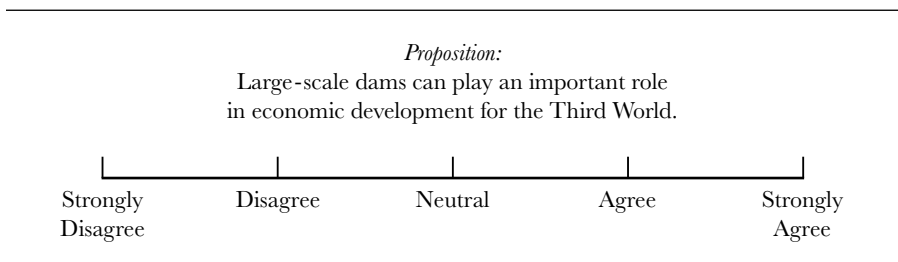 Proposition:
Large-scale dams can play an important role
in economic development for the Third World.
Strongly Disagree
Disagree
Neutral
Agree
Strongly Agree